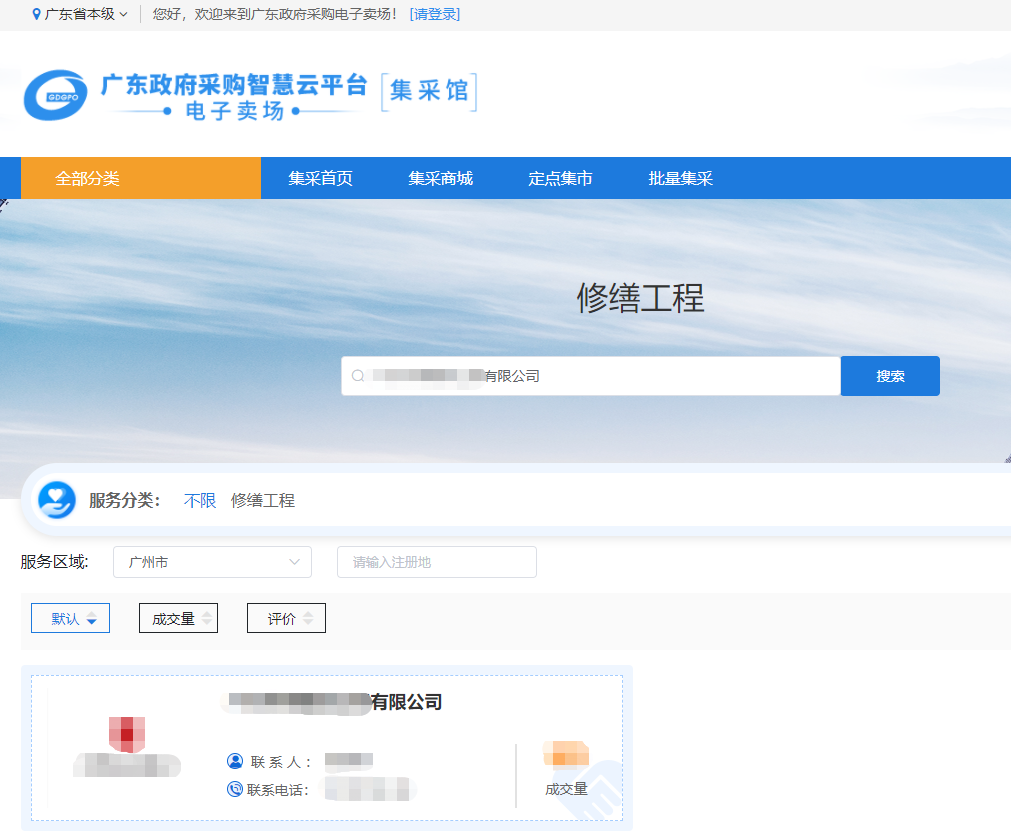 广东省本级 您好，欢迎来到广东政府采购电子卖场！ [请登录]
GDGPO 广东政府采购智慧云平台 集采馆
电子卖场
全部分类 集采首页 集采商城 定点集市 批量集采
修缮工程
有限公司 搜索
服务分类： 不限 修缮工程
服务区域: 广州市 请输入注册地
默认 成交量 评价
有限公司
联 系 人：
联系电话：
成交量